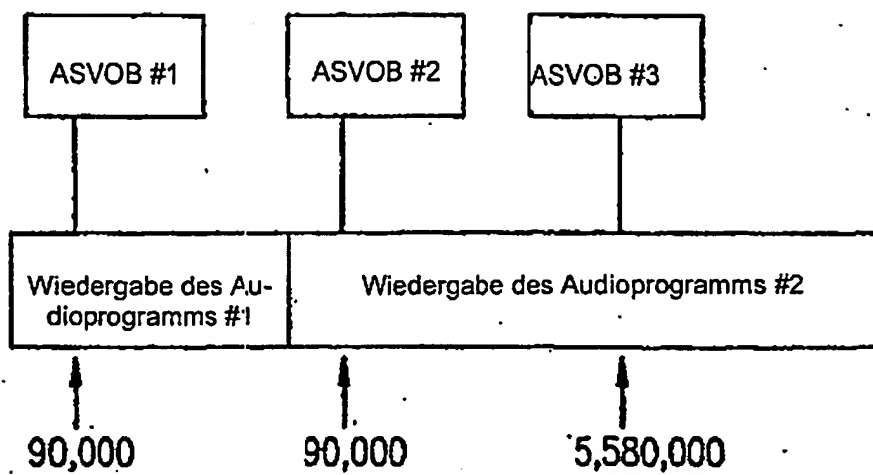 ASVOB #1
ASVOB #2
ASVOB #3
Wiedergabe des Au-
dioprogramms #1
Wiedergabe des Audioprogramms #2
90,000
90,000
5,580,000